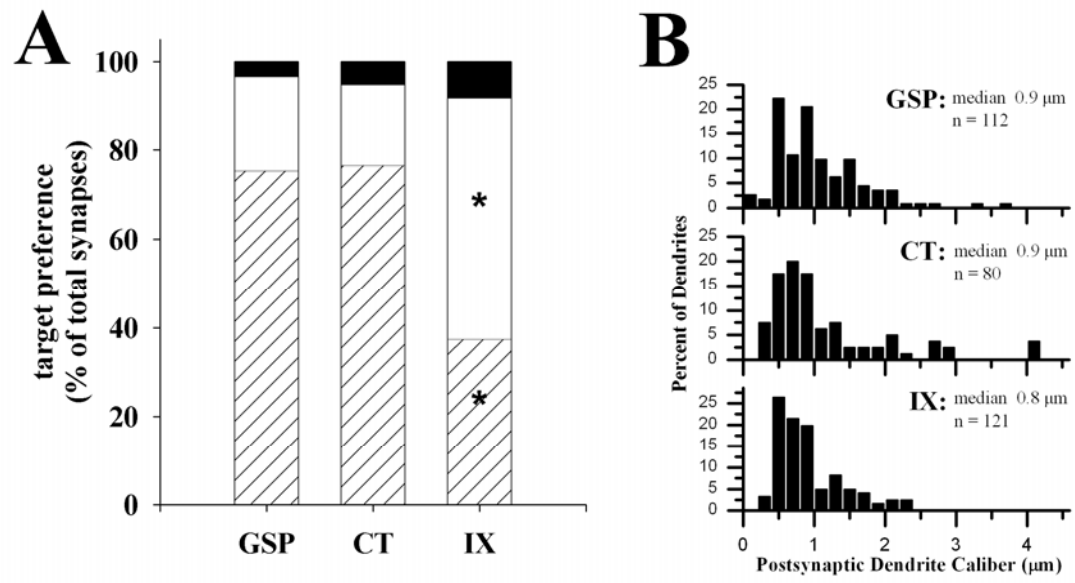 A
target preference
(% of total synapses)
100
80
60
40
20
0
*
*
GSP CT IX
B
Percent of Dendrites
25
20
15
10
5
0
GSP: median 0.9 µm
n = 112
25
20
15
10
5
0
CT: median 0.9 µm
n = 80
25
20
15
10
5
0
IX: median 0.8 µm
n = 121
0 1 2 3 4
Postsynaptic Dendrite Caliber (µm)